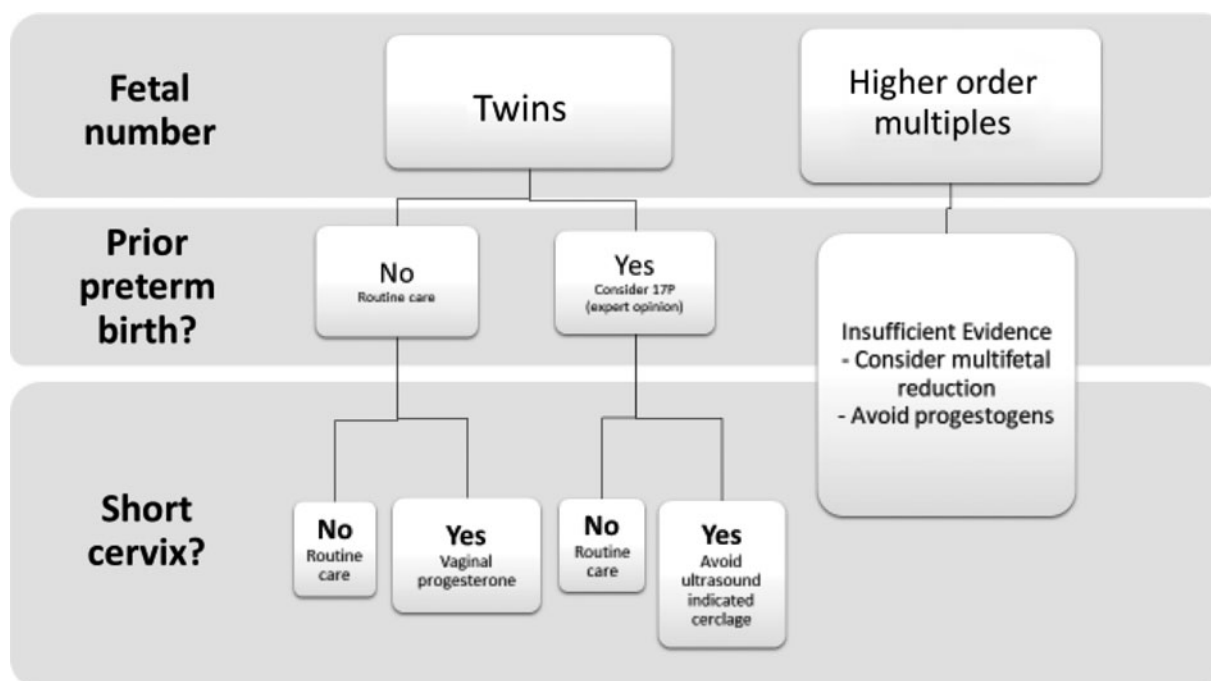 Fetal
number
Twins
Higher order
multiples
Prior
preterm
birth?
No
Routine care
Yes
Consider 17P
(expert opinion)
Insufficient Evidence
- Consider multifetal
reduction
- Avoid progestogens
Short
cervix?
No
Routine
care
Yes
Vaginal
progesterone
No
Routine
care
Yes
Avoid
ultrasound
indicated
cerclage